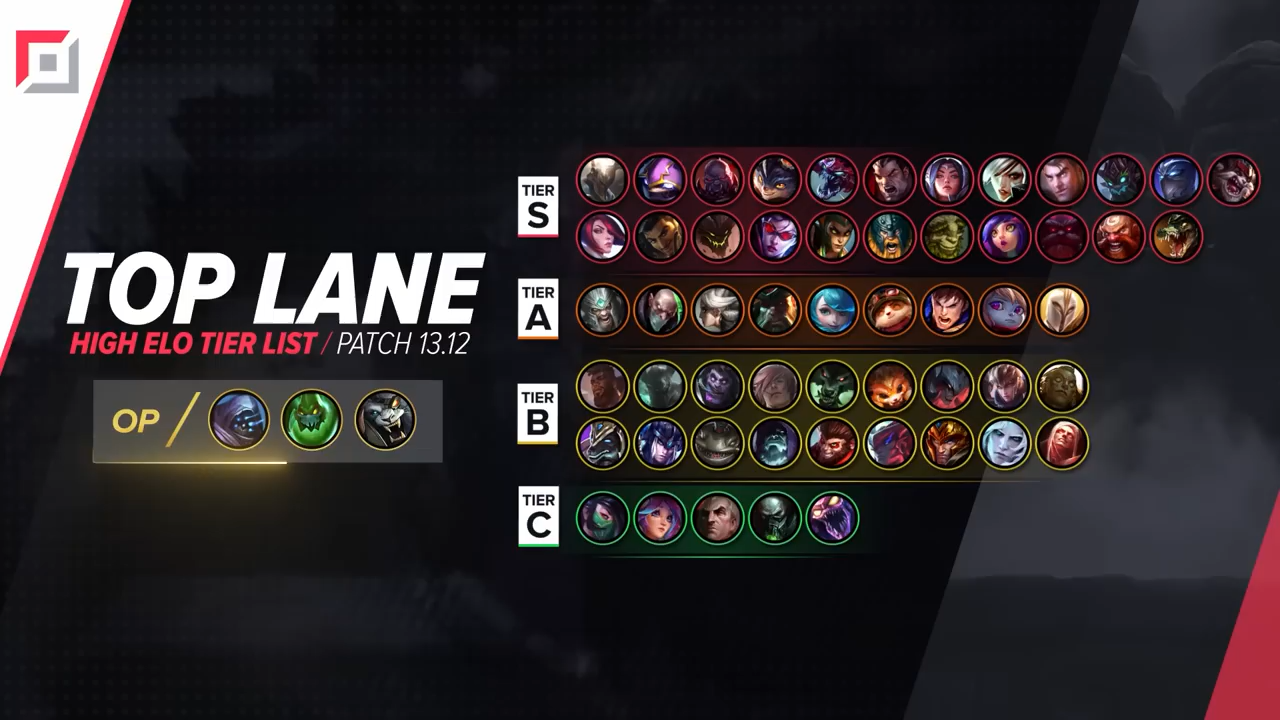 TOP LANE
HIGH ELO TIER LIST / PATCH 13.12
OP /
TIER
S
TIER
A
TIER
B
TIER
C